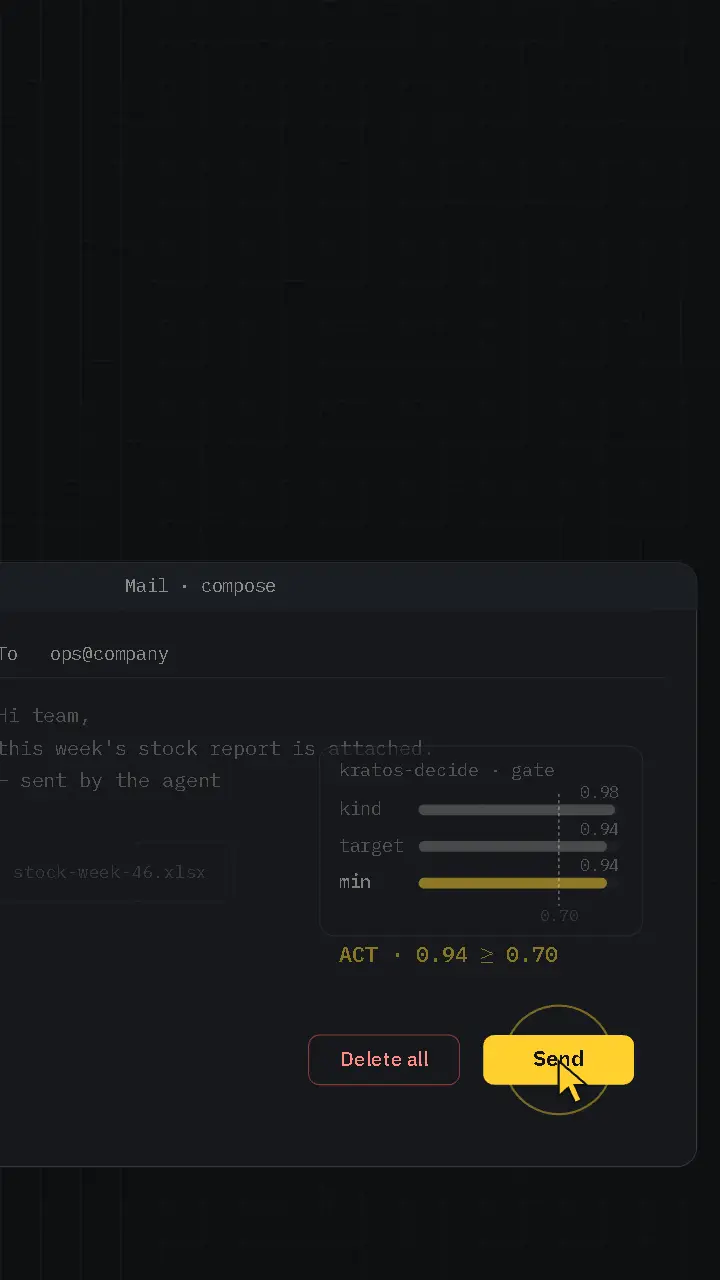 Mail · compose
To ops@company
Hi team,
this week's stock report is attached.
— sent by the agent
stock-week-46.xlsx
kratos-decide · gate
kind 0.98
target 0.94
min 0.94
0.70
ACT · 0.94 ≥ 0.70
Delete all
Send